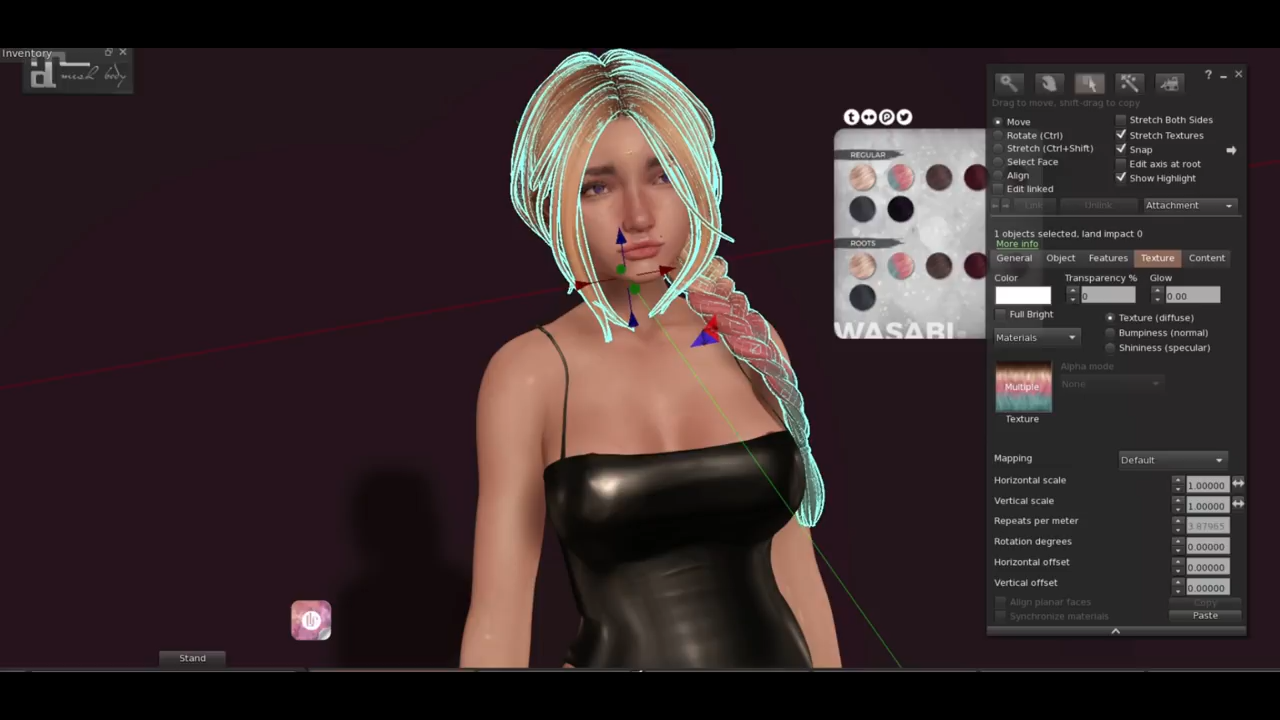 Inventory
mesh body
Drag to move, shift-drag to copy
Move
Rotate (Ctrl)
Stretch (Ctrl+Shift)
Select Face
Align
Edit linked
Stretch Both Sides
Stretch Textures
Snap
Edit axis at root
Show Highlight
Link
Unlink
Attachment
1 objects selected, land impact 0
More info
General
Object
Features
Texture
Content
Color
Transparency %
Glow
0
0.00
Full Bright
Texture (diffuse)
Materials
Bumpiness (normal)
Shininess (specular)
Multiple
Alpha mode
None
Texture
Mapping
Default
Horizontal scale
1.00000
Vertical scale
1.00000
Repeats per meter
3.87965
Rotation degrees
0.00000
Horizontal offset
0.00000
Vertical offset
0.00000
Align planar faces
Copy
Synchronize materials
Paste
REGULAR
ROOTS
WASABI
Stand